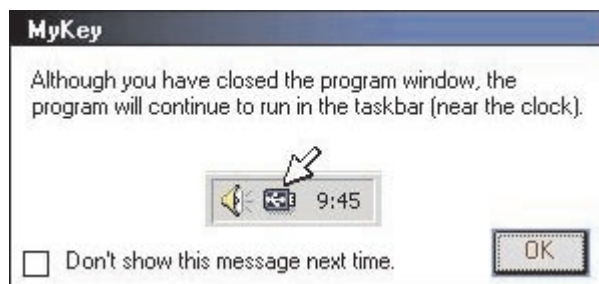 MyKey
Although you have closed the program window, the
program will continue to run in the taskbar (near the clock).
9:45
Don't show this message next time.
OK